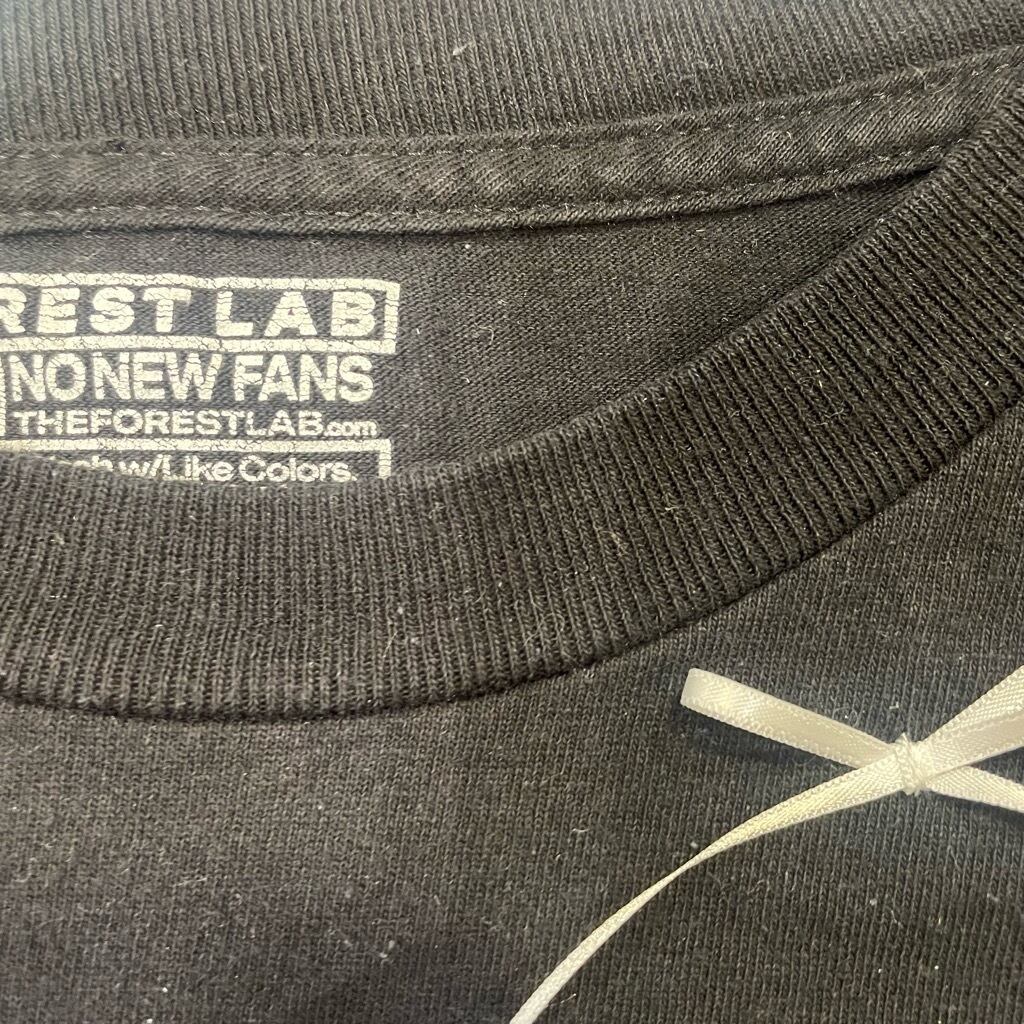 REST LAB
NO NEW FANS
THEFORESTLAB.com
w/Like Colors.